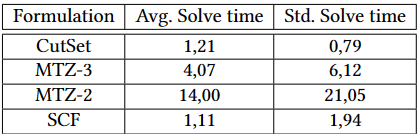 Formulation Avg. Solve time Std. Solve time
CutSet 1,21 0,79
MTZ-3 4,07 6,12
MTZ-2 14,00 21,05
SCF 1,11 1,94